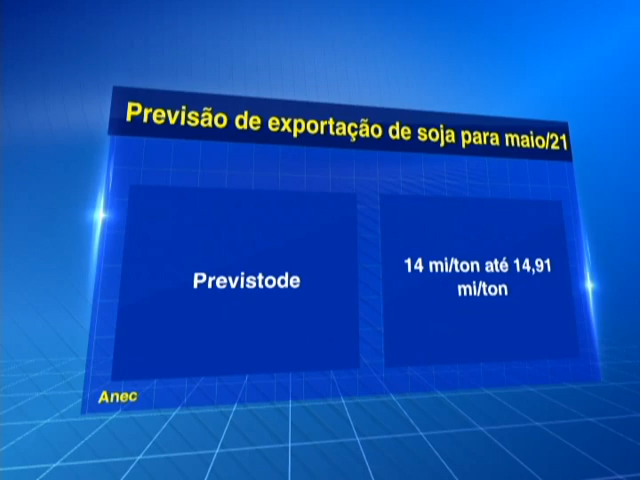 Previsão de exportação de soja para maio/21
Previstode
14 mi/ton até 14,91
mi/ton
Anec